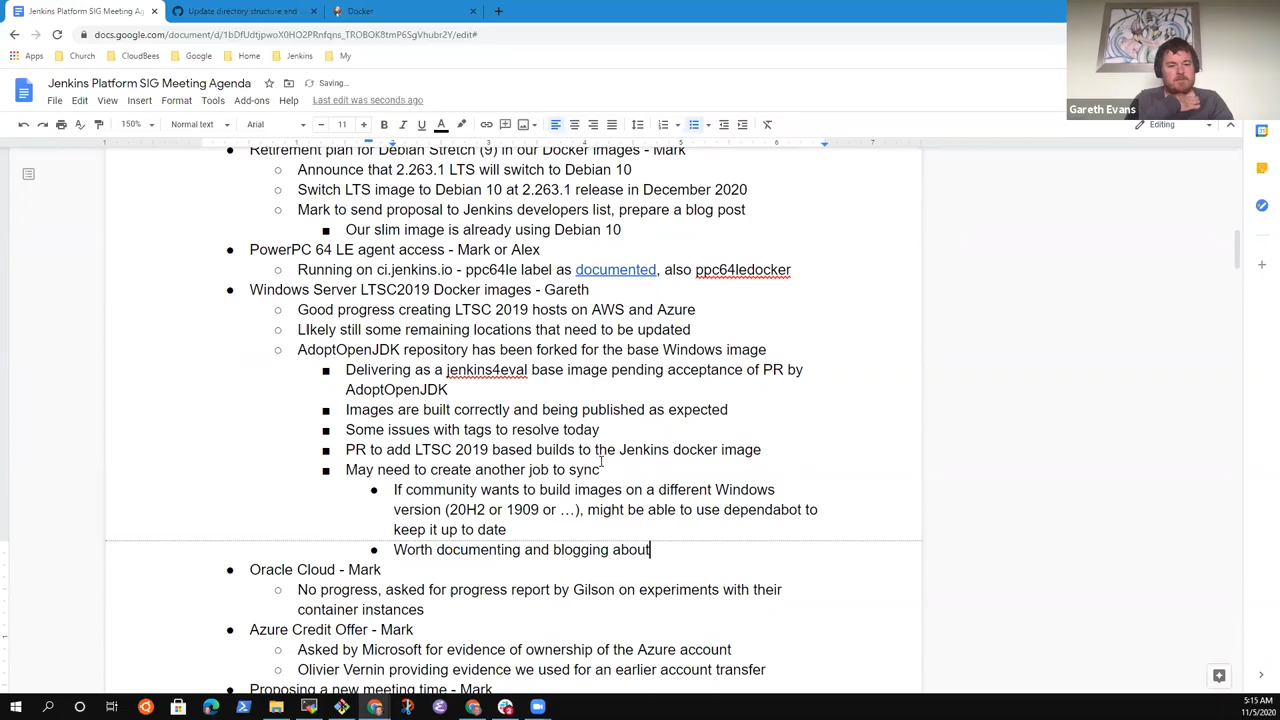 Jenkins Platform SIG Meeting Ag
Update directory structure and
Docker
docs.google.com/document/d/1bDfUdtjpwoX0HO2PRnfqns_TROBOK8tmP6SgVhubr2Y/edit#
Apps Church CloudBees Google Home Jenkins My
Gareth Evans
Jenkins Platform SIG Meeting Agenda
Saving...
File Edit View Insert Format Tools Add-ons Help Last edit was seconds ago
150% Normal text Arial 11 Editing
1 1 2 3 4 5 6 7
Retirement plan for Debian Stretch (9) in our Docker images - Mark
Announce that 2.263.1 LTS will switch to Debian 10
Switch LTS image to Debian 10 at 2.263.1 release in December 2020
Mark to send proposal to Jenkins developers list, prepare a blog post
Our slim image is already using Debian 10
PowerPC 64 LE agent access - Mark or Alex
Running on ci.jenkins.io - ppc64le label as documented, also ppc64ledocker
Windows Server LTSC2019 Docker images - Gareth
Good progress creating LTSC 2019 hosts on AWS and Azure
LIkely still some remaining locations that need to be updated
AdoptOpenJDK repository has been forked for the base Windows image
Delivering as a jenkins4eval base image pending acceptance of PR by
AdoptOpenJDK
Images are built correctly and being published as expected
Some issues with tags to resolve today
PR to add LTSC 2019 based builds to the Jenkins docker image
May need to create another job to sync
If community wants to build images on a different Windows
version (20H2 or 1909 or …), might be able to use dependabot to
keep it up to date
Worth documenting and blogging about
Oracle Cloud - Mark
No progress, asked for progress report by Gilson on experiments with their
container instances
Azure Credit Offer - Mark
Asked by Microsoft for evidence of ownership of the Azure account
Olivier Vernin providing evidence we used for an earlier account transfer
Proposing a new meeting time - Mark
5:15 AM
11/5/2020